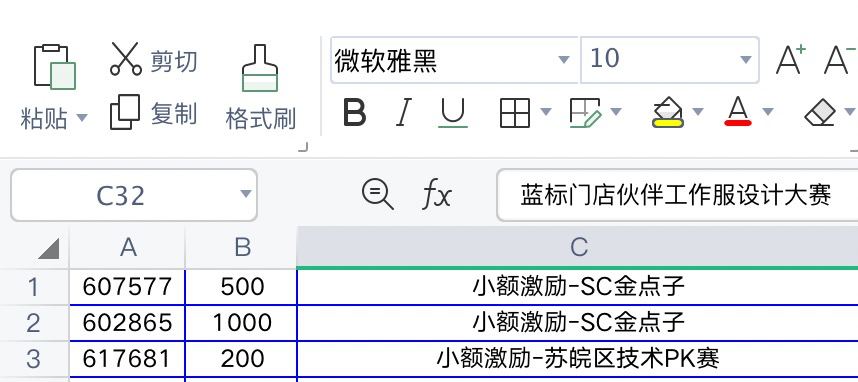 剪切 微软雅黑 10 A+ A-
粘贴 复制 格式刷 B I U A
C32 fx 蓝标门店伙伴工作服设计大赛
A B C
1 607577 500 小额激励-SC金点子
2 602865 1000 小额激励-SC金点子
3 617681 200 小额激励-苏皖区技术PK赛